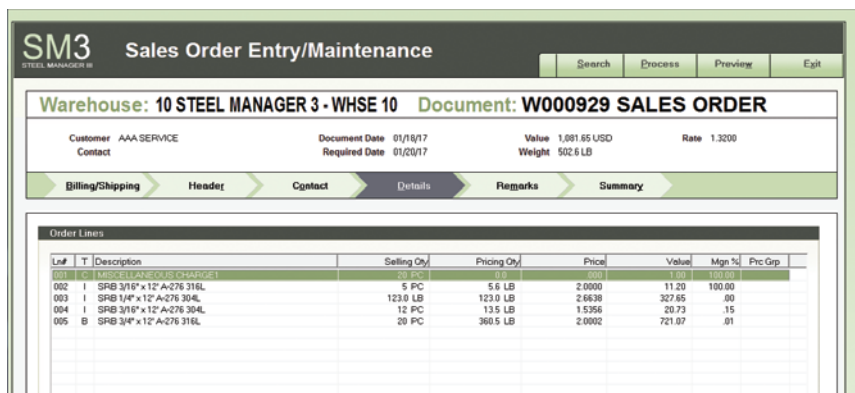 SM3
STEEL MANAGER III
Sales Order Entry/Maintenance
Search Process Preview Exit
Warehouse: 10 STEEL MANAGER 3 - WHSE 10 Document: W000929 SALES ORDER
Customer AAA SERVICE Document Date 01/18/17 Value 1,081.65 USD Rate 1.3200
Contact Required Date 01/20/17 Weight 502.6 LB
Billing/Shipping Header Contact Details Remarks Summary
Order Lines
Ln# T Description Selling Qty Pricing Qty Price Value Mgn % Prc Grp
001 C MISCELLANEOUS CHARGE1 20 PC 0.0 .000 1.00 100.00
002 I SRB 3/16" x 12' A-276 316L 5 PC 5.6 LB 2.0000 11.20 100.00
003 I SRB 1/4" x 12' A-276 304L 123.0 LB 123.0 LB 2.6638 327.65 .00
004 I SRB 3/16" x 12' A-276 304L 12 PC 13.5 LB 1.5356 20.73 .15
005 B SRB 3/4" x 12' A-276 316L 20 PC 360.5 LB 2.0002 721.07 .01